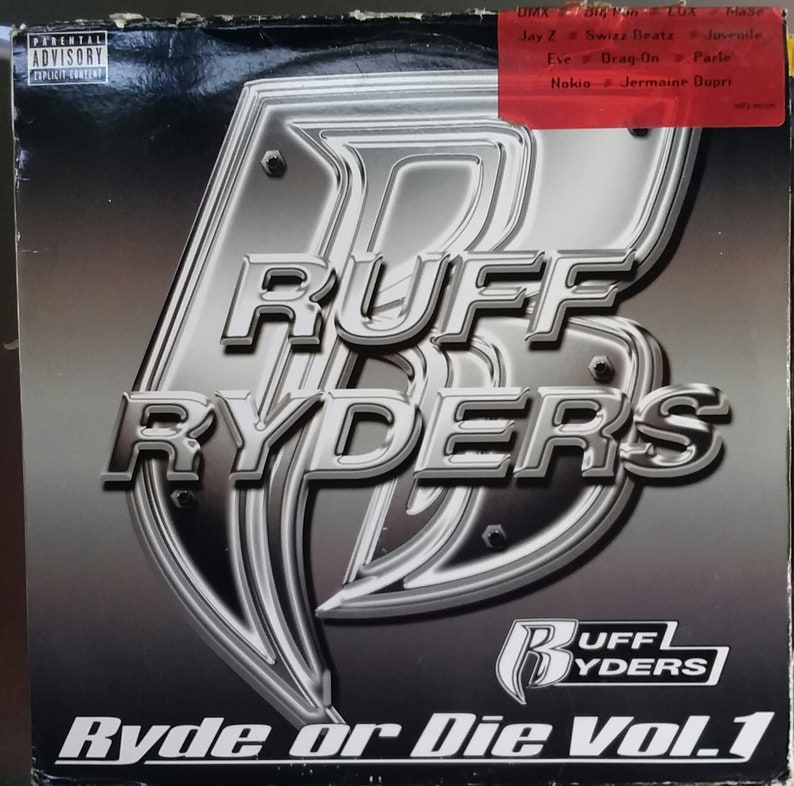 PARENTAL
ADVISORY
EXPLICIT CONTENT
DMX Big Pun LOX MaSe
Jay Z Swizz Beatz Juvenile
Eve Drag-On Parle'
Nokio Jermaine Dupri
RUFF
RYDERS
RUFF
RYDERS
Ryde or Die Vol.1